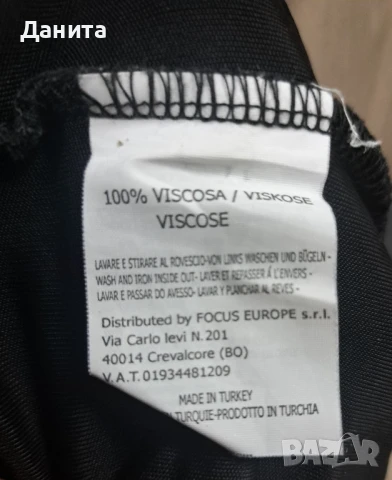 Данита
100% VISCOSA / VISKOSE
VISCOSE
LAVARE E STIRARE AL ROVESCIO-VON LINKS WASCHEN UND BÜGELN -
WASH AND IRON INSIDE OUT- LAVER ET REPASSER Á L'ENVERS -
LAVAR E PASSAR DO AVESSO- LAVAR Y PLANCHAR AL REVES -
Distributed by FOCUS EUROPE s.r.l.
Via Carlo levi N.201
40014 Crevalcore (BO)
V.A.T. 01934481209
MADE IN TURKEY
TURQUIE-PRODOTTO IN TURCHIA
BAZAR